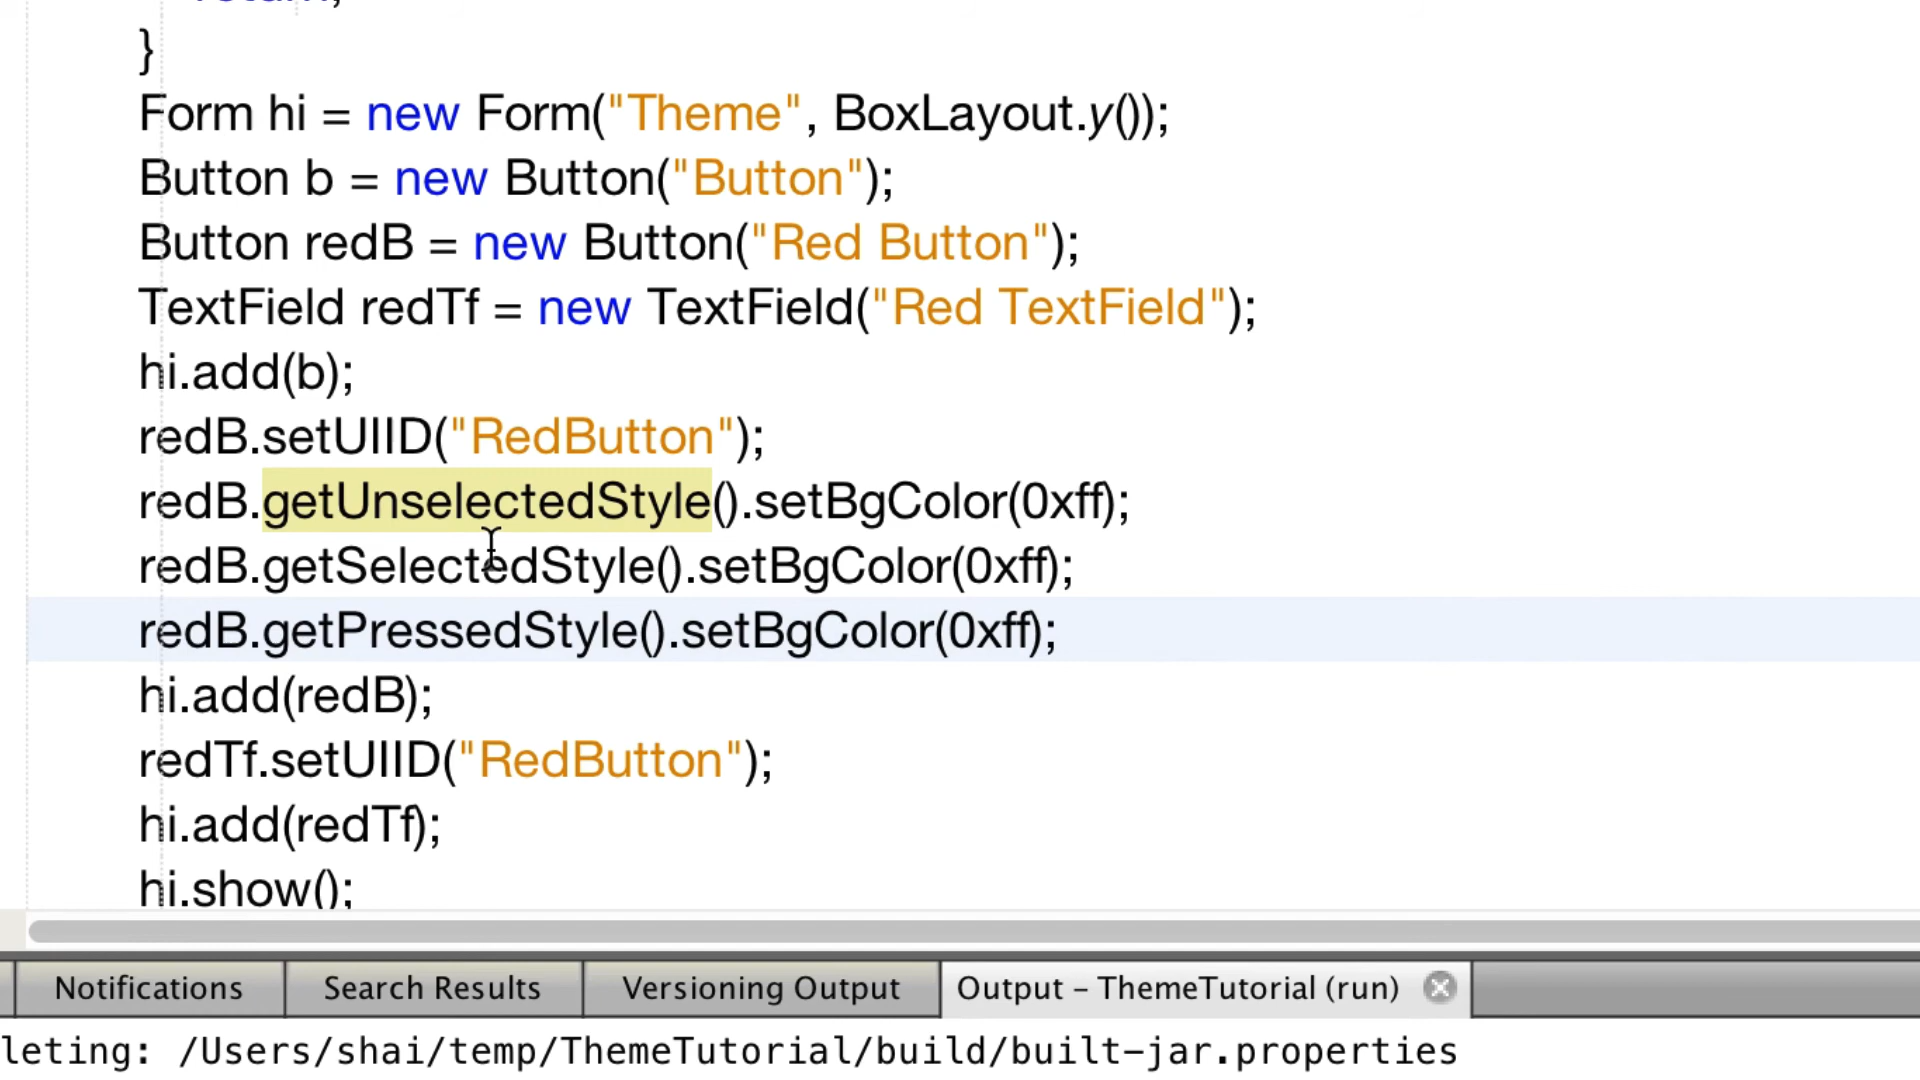 return;
}
Form hi = new Form("Theme", BoxLayout.y());
Button b = new Button("Button");
Button redB = new Button("Red Button");
TextField redTf = new TextField("Red TextField");
hi.add(b);
redB.setUIID("RedButton");
redB.getUnselectedStyle().setBgColor(0xff);
redB.getSelectedStyle().setBgColor(0xff);
redB.getPressedStyle().setBgColor(0xff);
hi.add(redB);
redTf.setUIID("RedButton");
hi.add(redTf);
hi.show();
Notifications Search Results Versioning Output Output – ThemeTutorial (run)
leting: /Users/shai/temp/ThemeTutorial/build/built-jar.properties